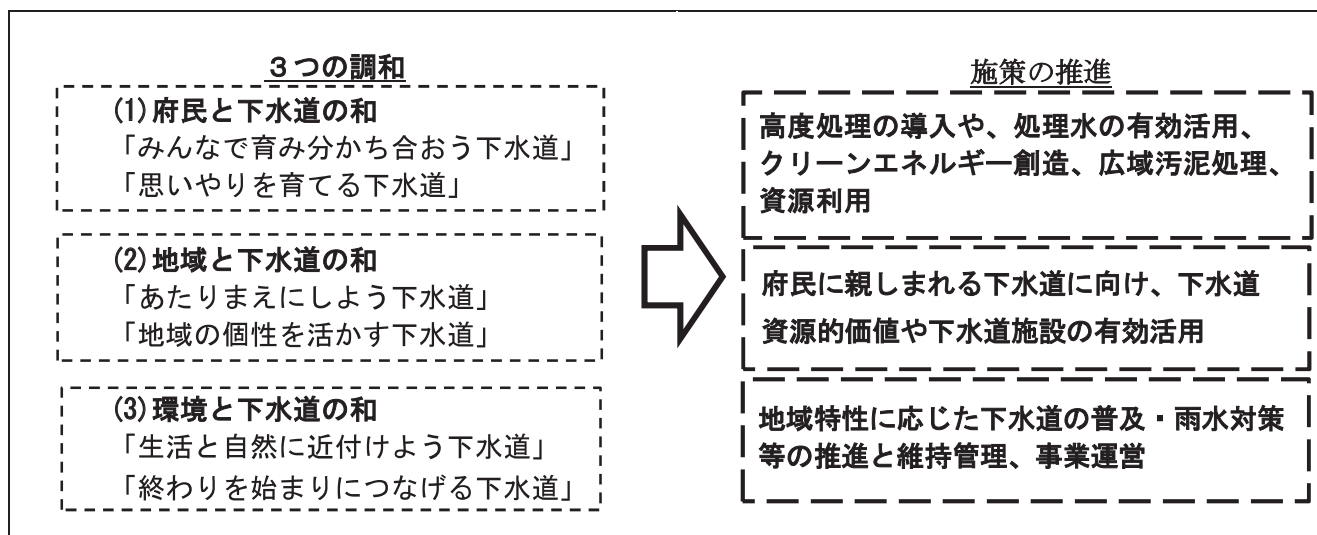 ３つの調和
(1)府民と下水道の和
「みんなで育み分かち合おう下水道」
「思いやりを育てる下水道」
(2)地域と下水道の和
「あたりまえにしよう下水道」
「地域の個性を活かす下水道」
(3)環境と下水道の和
「生活と自然に近付けよう下水道」
「終わりを始まりにつなげる下水道」
施策の推進
高度処理の導入や、処理水の有効活用、
クリーンエネルギー創造、広域汚泥処理、
資源利用
府民に親しまれる下水道に向け、下水道
資源的価値や下水道施設の有効活用
地域特性に応じた下水道の普及・雨水対策
等の推進と維持管理、事業運営